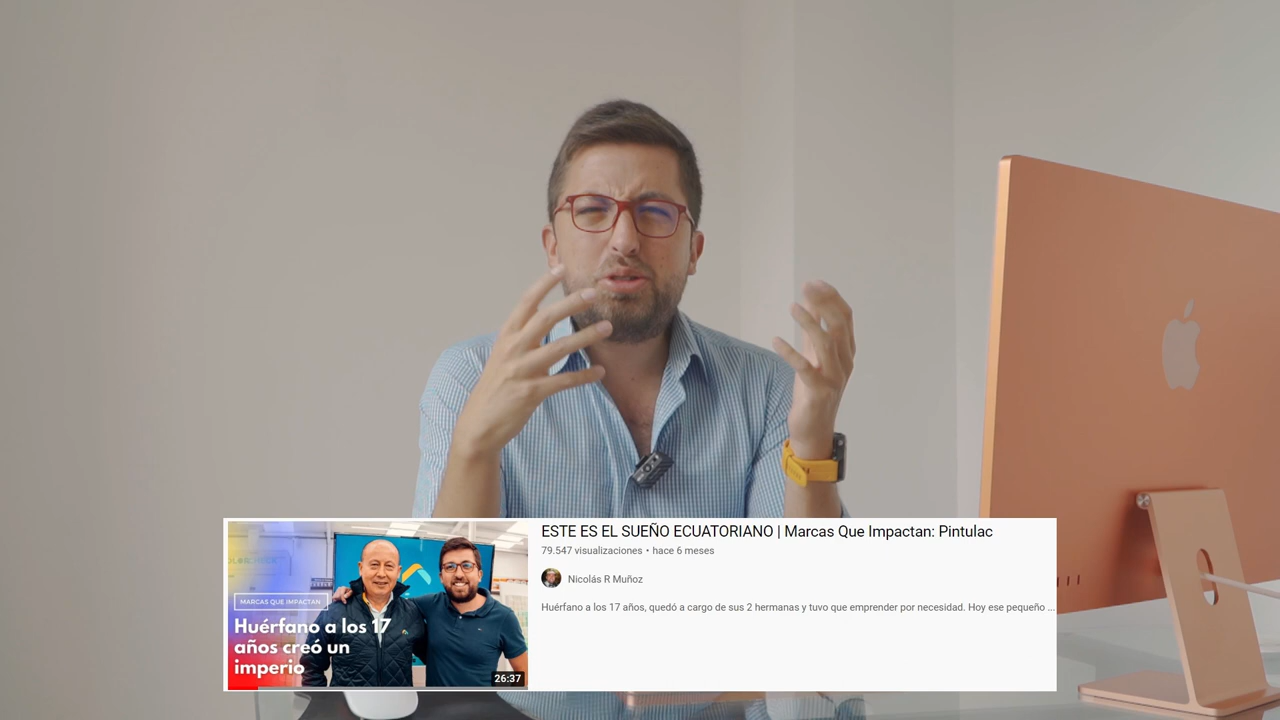 ESTE ES EL SUEÑO ECUATORIANO | Marcas Que Impactan: Pintulac
79.547 visualizaciones • hace 6 meses
Nicolás R Muñoz
Huérfano a los 17 años, quedó a cargo de sus 2 hermanas y tuvo que emprender por necesidad. Hoy ese pequeño ...
MARCAS QUE IMPACTAN
Huérfano a los 17
años creó un
imperio
26:37